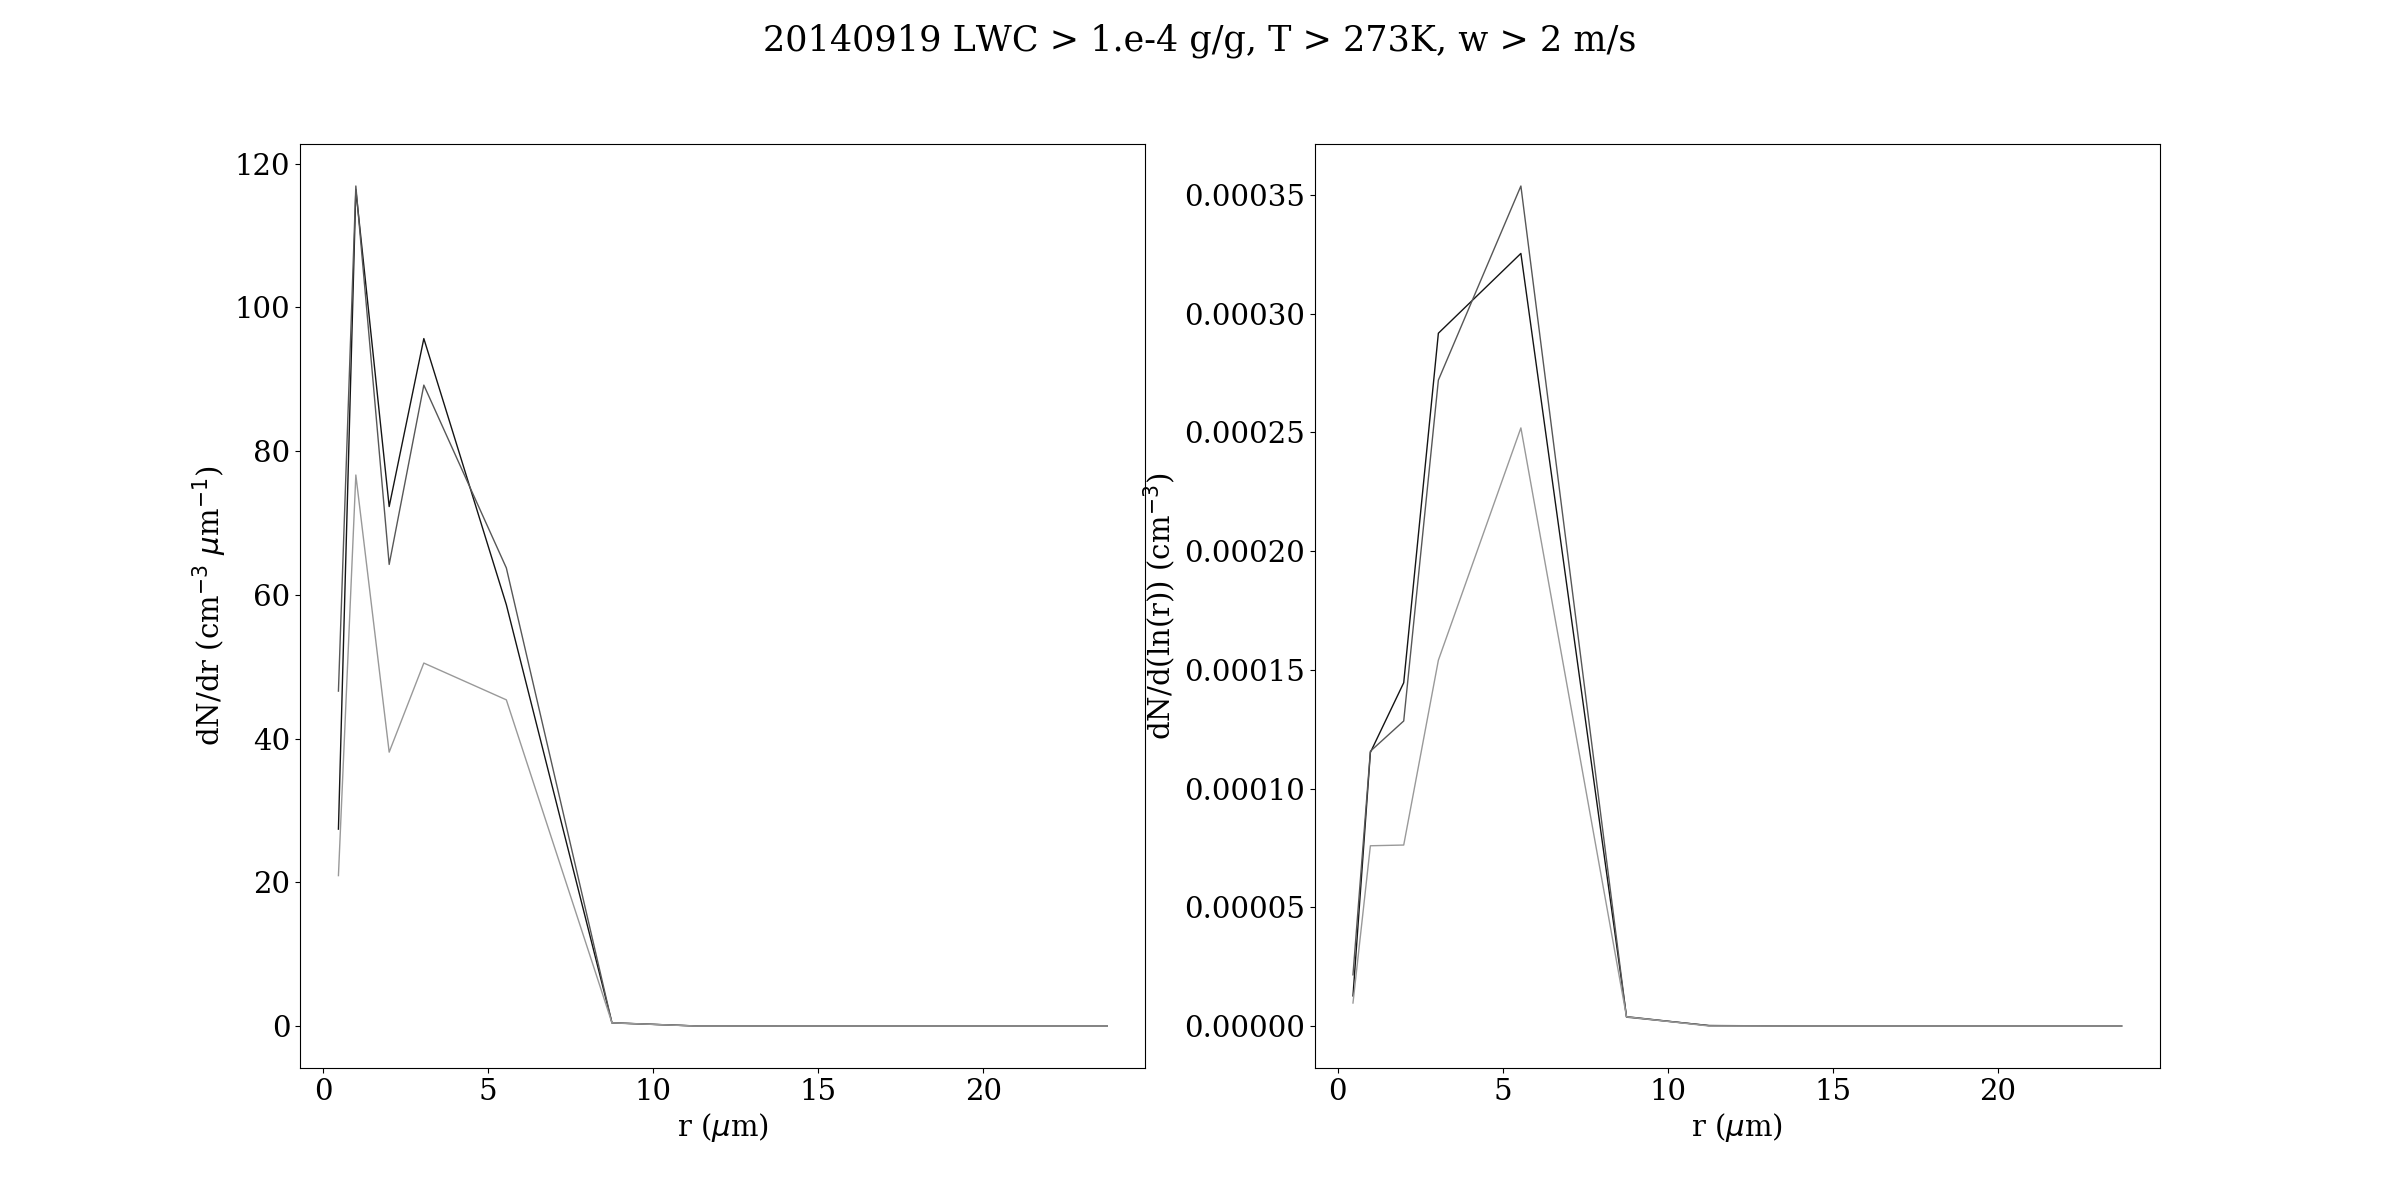 20140919 LWC > 1.e-4 g/g, T > 273K, w > 2 m/s
dN/dr (cm⁻³ μm⁻¹)
120
100
80
60
40
20
0
0 5 10 15 20
r (μm)
dN/d(ln(r)) (cm⁻³)
0.00035
0.00030
0.00025
0.00020
0.00015
0.00010
0.00005
0.00000
0 5 10 15 20
r (μm)